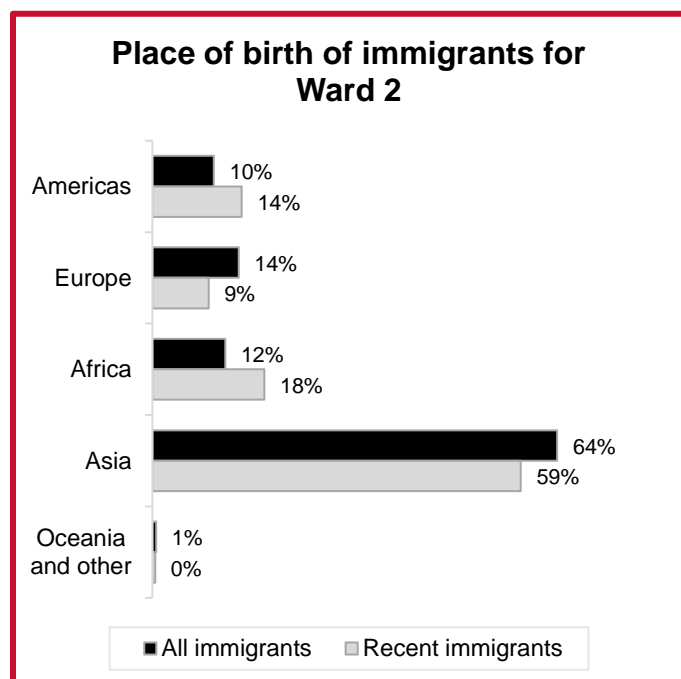 Place of birth of immigrants for
Ward 2
Americas
10%
14%
Europe
14%
9%
Africa
12%
18%
Asia
64%
59%
Oceania
and other
1%
0%
All immigrants
Recent immigrants